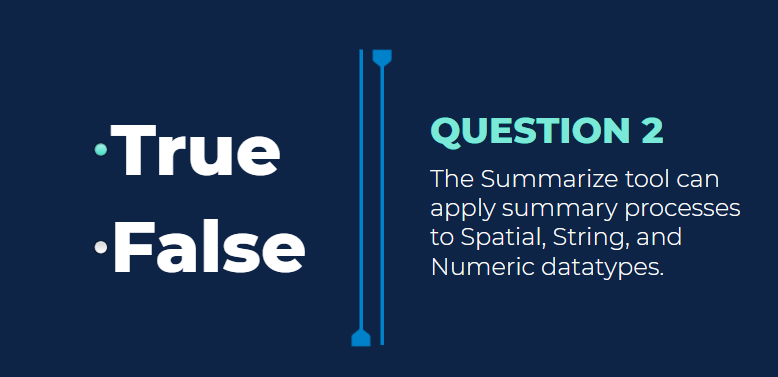 ·True
·False
QUESTION 2
The Summarize tool can
apply summary processes
to Spatial, String, and
Numeric datatypes.